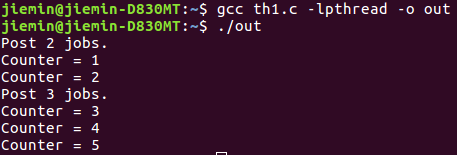 jiemin@jiemin-D830MT:~$ gcc th1.c -lpthread -o out
jiemin@jiemin-D830MT:~$ ./out
Post 2 jobs.
Counter = 1
Counter = 2
Post 3 jobs.
Counter = 3
Counter = 4
Counter = 5